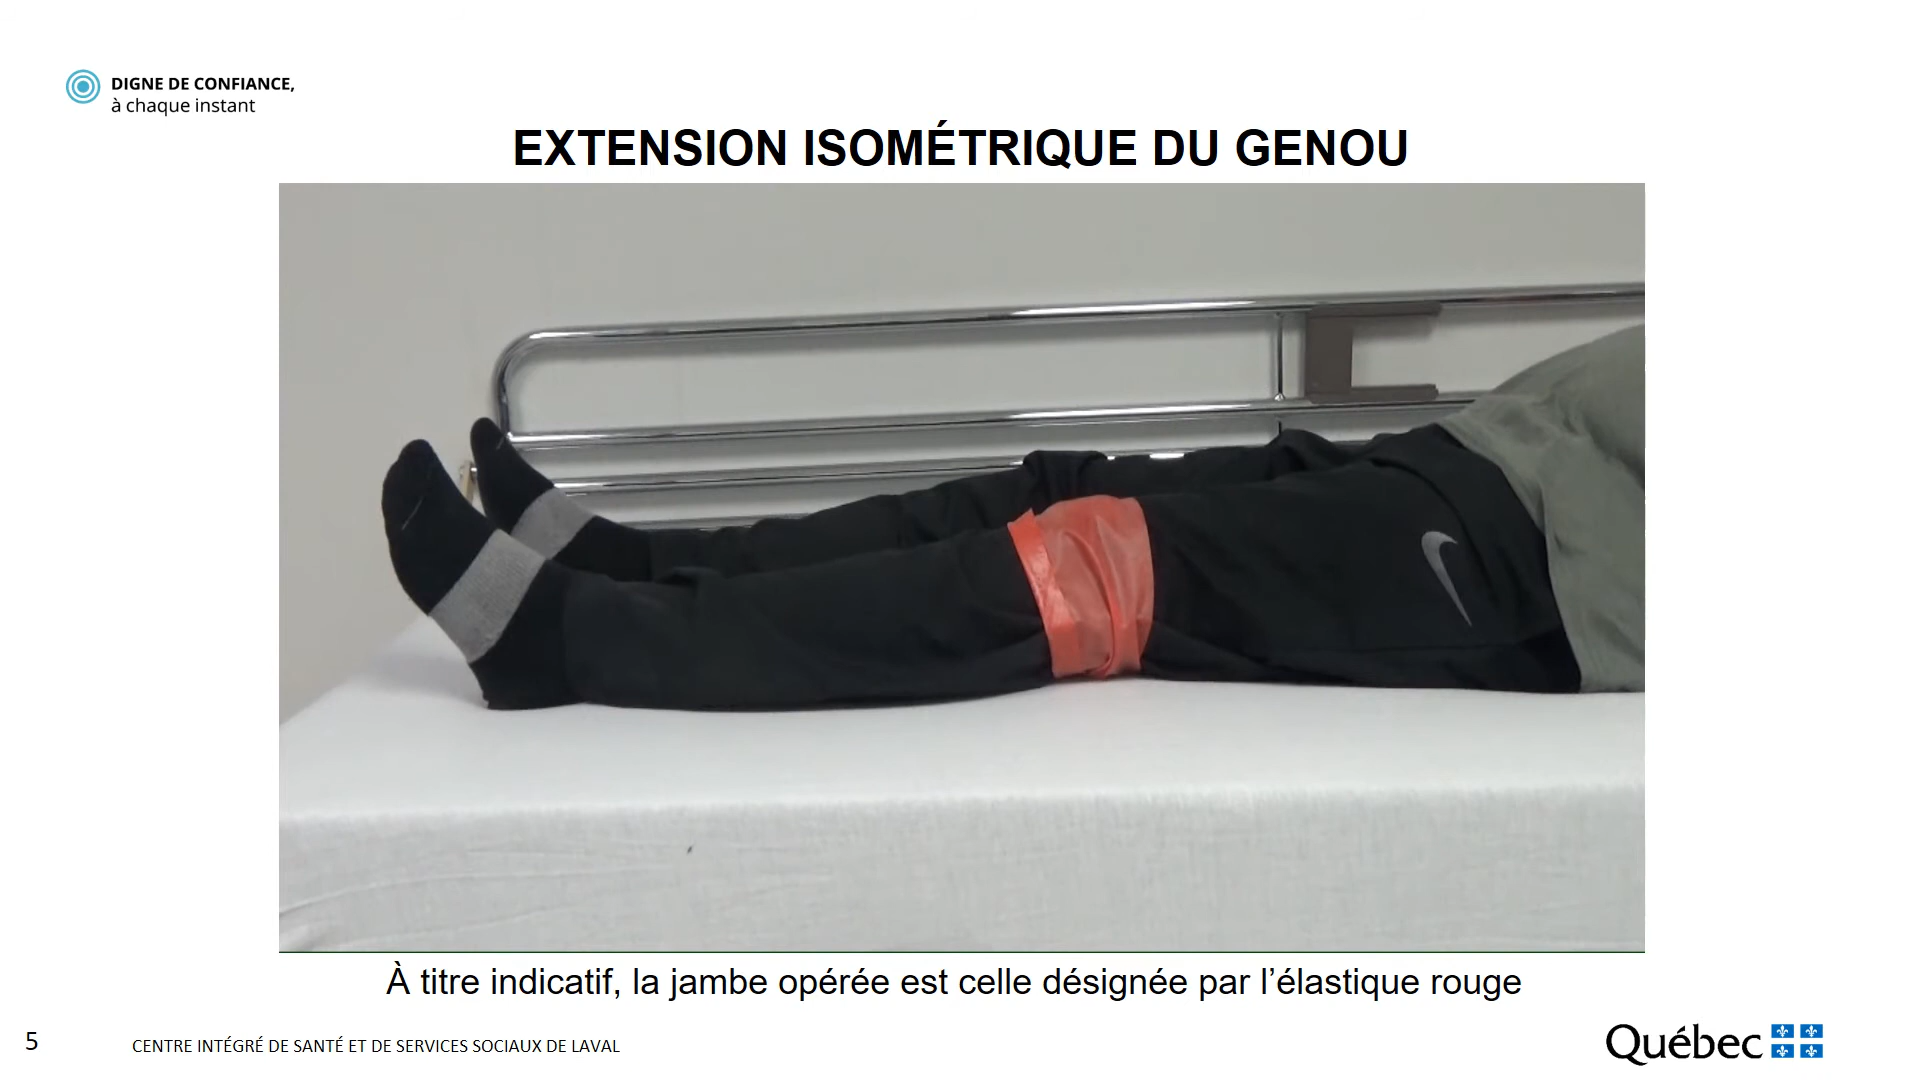 DIGNE DE CONFIANCE,
à chaque instant
EXTENSION ISOMÉTRIQUE DU GENOU
À titre indicatif, la jambe opérée est celle désignée par l’élastique rouge
5
CENTRE INTÉGRÉ DE SANTÉ ET DE SERVICES SOCIAUX DE LAVAL
Québec